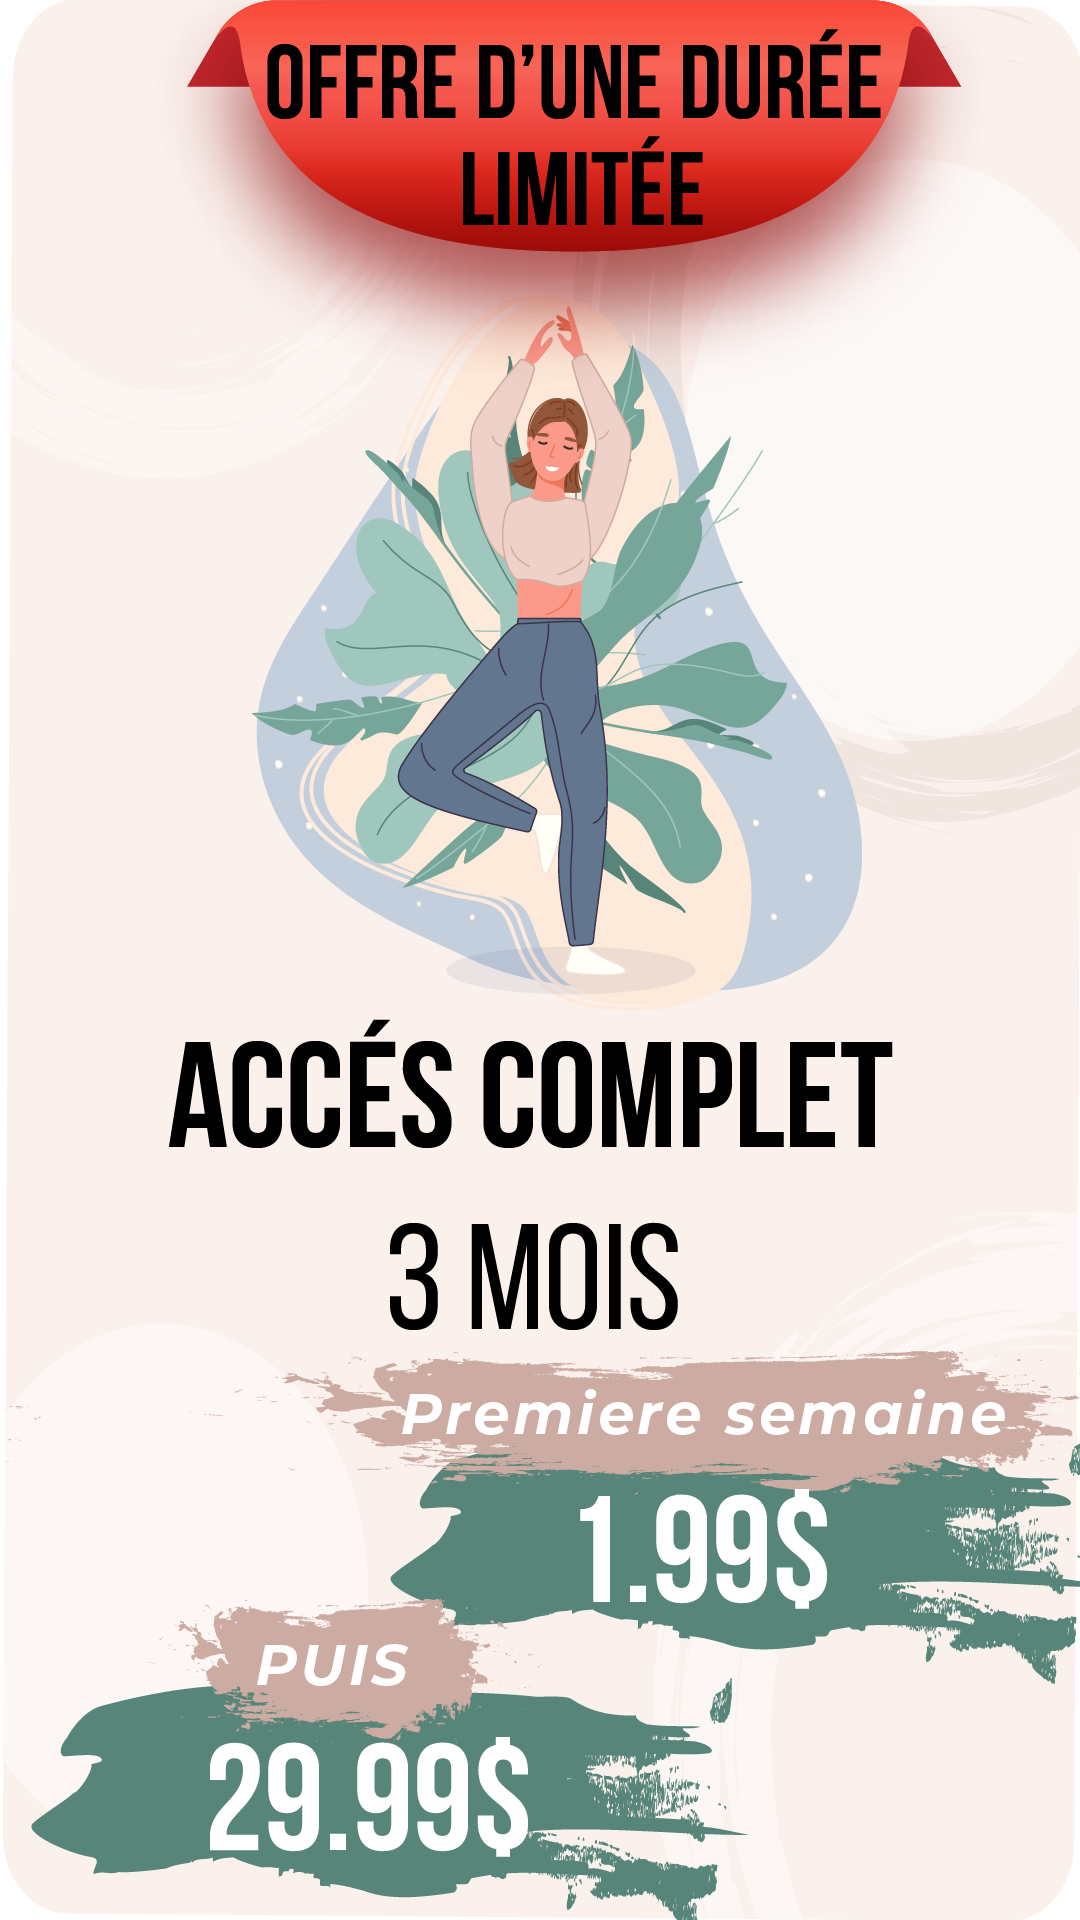 OFFRE D’UNE DURÉE
LIMITÉE
ACCÉS COMPLET
3 MOIS
Premiere semaine
1.99$
PUIS
29.99$